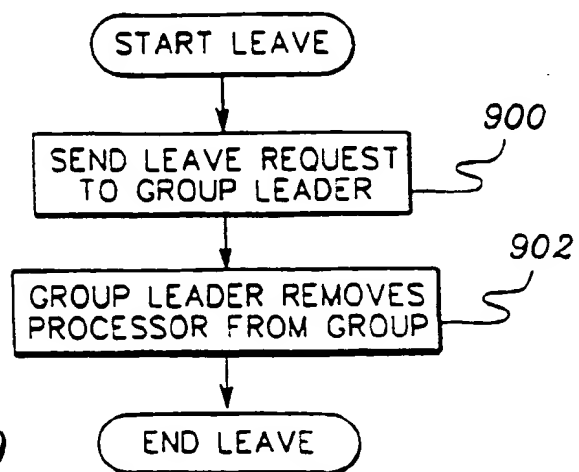 START LEAVE
900
SEND LEAVE REQUEST
TO GROUP LEADER
902
GROUP LEADER REMOVES
PROCESSOR FROM GROUP
END LEAVE